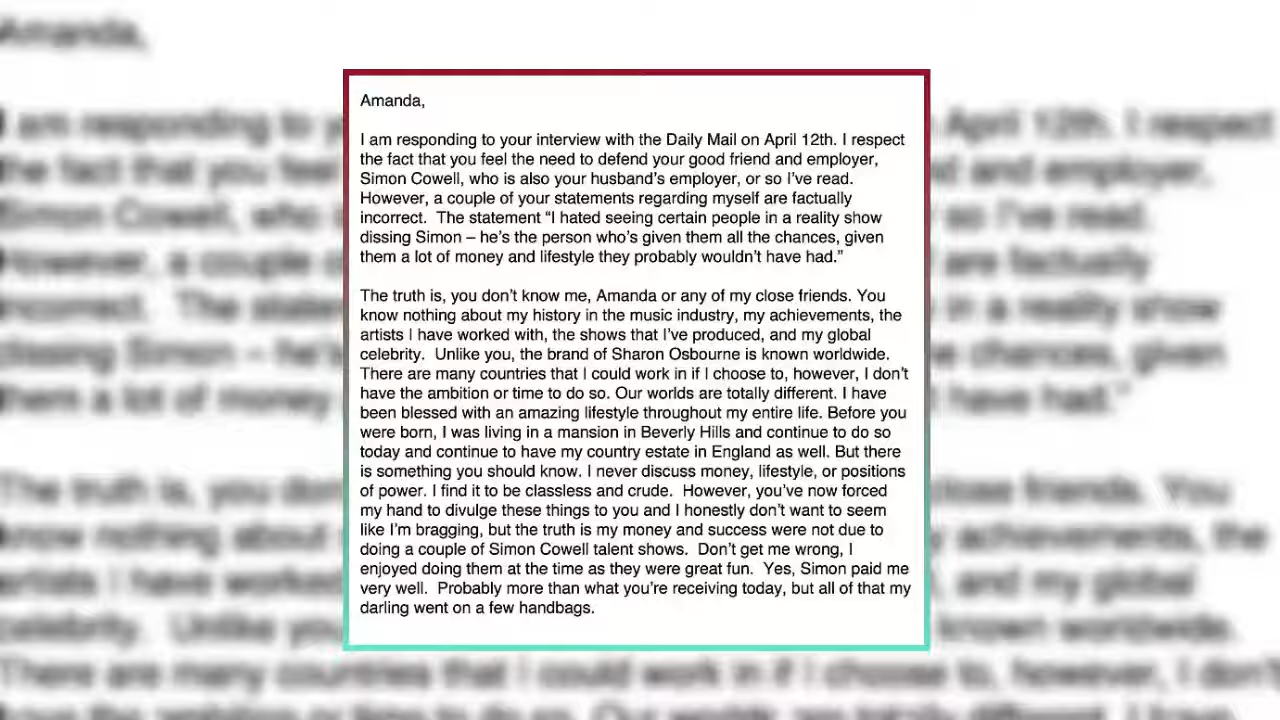 Amanda,
I am responding to your interview with the Daily Mail on April 12th. I respect
the fact that you feel the need to defend your good friend and employer,
Simon Cowell, who is also your husband's employer, or so I've read.
However, a couple of your statements regarding myself are factually
incorrect.  The statement “I hated seeing certain people in a reality show
dissing Simon – he's the person who's given them all the chances, given
them a lot of money and lifestyle they probably wouldn't have had.”
The truth is, you don't know me, Amanda or any of my close friends. You
know nothing about my history in the music industry, my achievements, the
artists I have worked with, the shows that I've produced, and my global
celebrity.  Unlike you, the brand of Sharon Osbourne is known worldwide.
There are many countries that I could work in if I choose to, however, I don't
have the ambition or time to do so. Our worlds are totally different. I have
been blessed with an amazing lifestyle throughout my entire life. Before you
were born, I was living in a mansion in Beverly Hills and continue to do so
today and continue to have my country estate in England as well. But there
is something you should know. I never discuss money, lifestyle, or positions
of power. I find it to be classless and crude.  However, you've now forced
my hand to divulge these things to you and I honestly don't want to seem
like I'm bragging, but the truth is my money and success were not due to
doing a couple of Simon Cowell talent shows.  Don't get me wrong, I
enjoyed doing them at the time as they were great fun.  Yes, Simon paid me
very well.  Probably more than what you're receiving today, but all of that my
darling went on a few handbags.